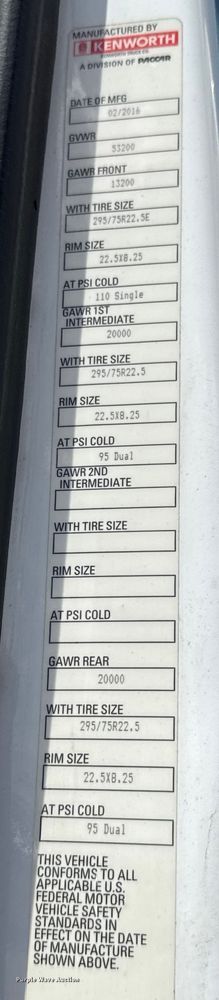 MANUFACTURED BY
KENWORTH
KENWORTH TRUCK CO.
A DIVISION OF PACCAR
DATE OF MFG
02/2016
GVWR
53200
GAWR FRONT
13200
WITH TIRE SIZE
295/75R22.5E
RIM SIZE
22.5X8.25
AT PSI COLD
110 Single
GAWR 1ST
INTERMEDIATE
20000
WITH TIRE SIZE
295/75R22.5
RIM SIZE
22.5X8.25
AT PSI COLD
95 Dual
GAWR 2ND
INTERMEDIATE
WITH TIRE SIZE
RIM SIZE
AT PSI COLD
GAWR REAR
20000
WITH TIRE SIZE
295/75R22.5
RIM SIZE
22.5X8.25
AT PSI COLD
95 Dual
THIS VEHICLE
CONFORMS TO ALL
APPLICABLE U.S.
FEDERAL MOTOR
VEHICLE SAFETY
STANDARDS IN
EFFECT ON THE DATE
OF MANUFACTURE
SHOWN ABOVE.
Purple Wave Auction